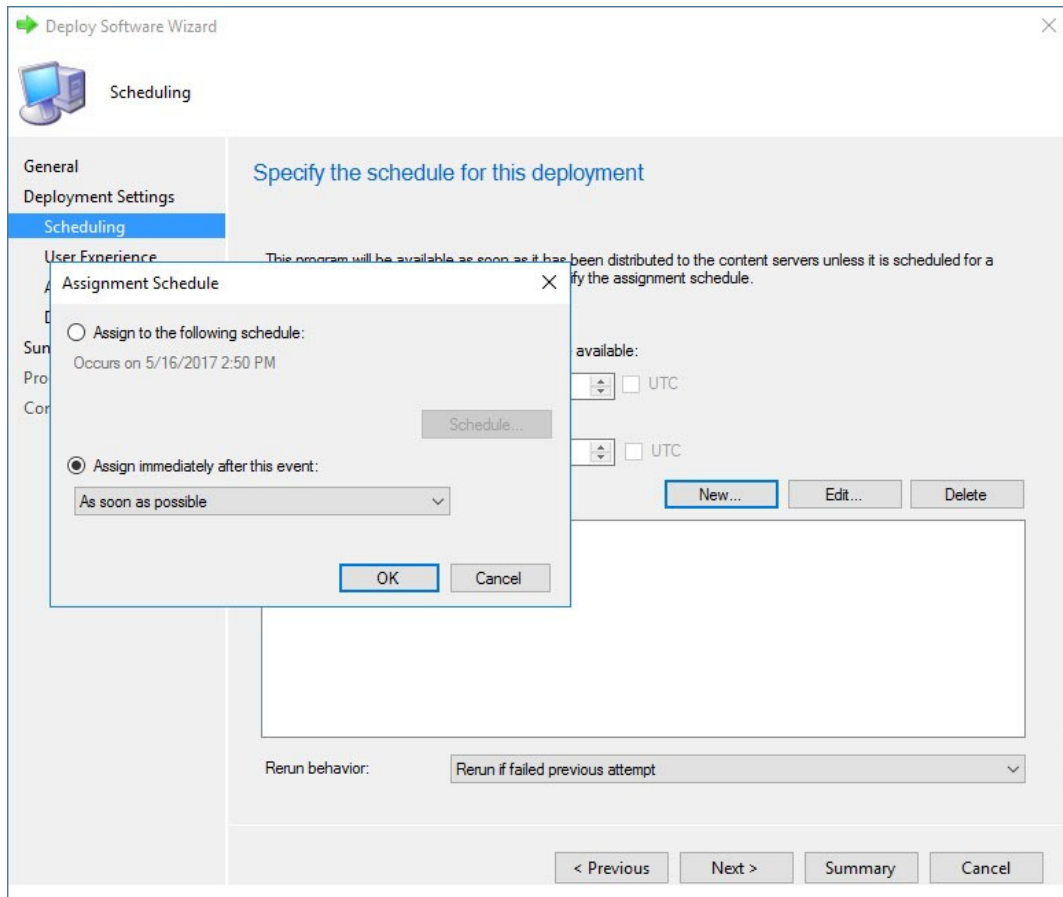 Deploy Software Wizard
Scheduling
General
Deployment Settings
Scheduling
User Experience
Sum
Pro
Cor
Specify the schedule for this deployment
This program will be available as soon as it has been distributed to the content servers unless it is scheduled for a
ify the assignment schedule.
available:
UTC
UTC
New...
Edit...
Delete
Assignment Schedule
Assign to the following schedule:
Occurs on 5/16/2017 2:50 PM
Schedule...
Assign immediately after this event:
As soon as possible
OK
Cancel
Rerun behavior:
Rerun if failed previous attempt
< Previous
Next >
Summary
Cancel